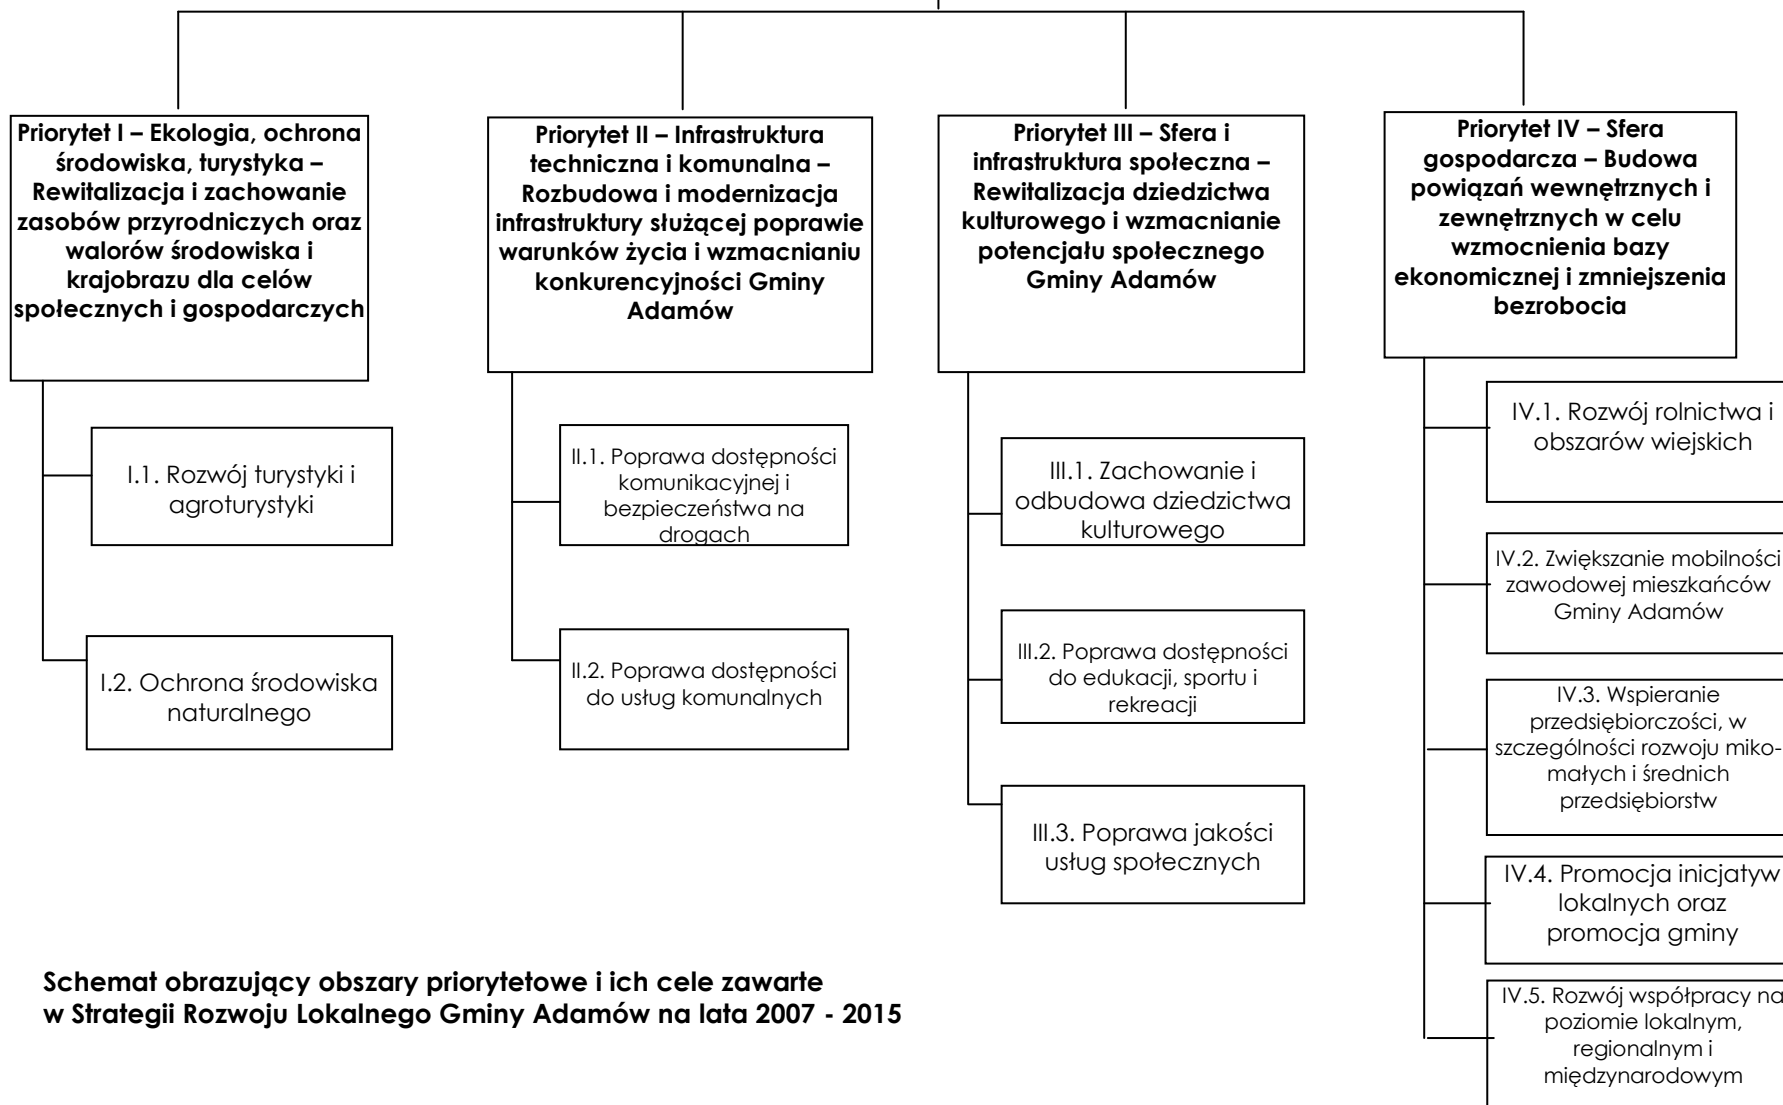 Priorytet I – Ekologia, ochrona
środowiska, turystyka –
Rewitalizacja i zachowanie
zasobów przyrodniczych oraz
walorów środowiska i
krajobrazu dla celów
społecznych i gospodarczych
I.1. Rozwój turystyki i
agroturystyki
I.2. Ochrona środowiska
naturalnego
Priorytet II – Infrastruktura
techniczna i komunalna –
Rozbudowa i modernizacja
infrastruktury służącej poprawie
warunków życia i wzmacnianiu
konkurencyjności Gminy
Adamów
II.1. Poprawa dostępności
komunikacyjnej i
bezpieczeństwa na
drogach
II.2. Poprawa dostępności
do usług komunalnych
Priorytet III – Sfera i
infrastruktura społeczna –
Rewitalizacja dziedzictwa
kulturowego i wzmacnianie
potencjału społecznego
Gminy Adamów
III.1. Zachowanie i
odbudowa dziedzictwa
kulturowego
III.2. Poprawa dostępności
do edukacji, sportu i
rekreacji
III.3. Poprawa jakości
usług społecznych
Priorytet IV – Sfera
gospodarcza – Budowa
powiązań wewnętrznych i
zewnętrznych w celu
wzmocnienia bazy
ekonomicznej i zmniejszenia
bezrobocia
IV.1. Rozwój rolnictwa i
obszarów wiejskich
IV.2. Zwiększanie mobilności
zawodowej mieszkańców
Gminy Adamów
IV.3. Wspieranie
przedsiębiorczości, w
szczególności rozwoju miko-
małych i średnich
przedsiębiorstw
IV.4. Promocja inicjatyw
lokalnych oraz
promocja gminy
IV.5. Rozwój współpracy na
poziomie lokalnym,
regionalnym i
międzynarodowym
Schemat obrazujący obszary priorytetowe i ich cele zawarte
w Strategii Rozwoju Lokalnego Gminy Adamów na lata 2007 - 2015